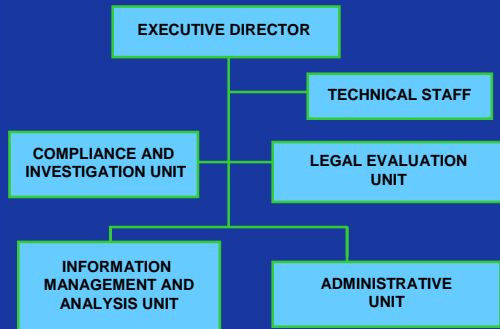 EXECUTIVE DIRECTOR
TECHNICAL STAFF
COMPLIANCE AND
INVESTIGATION UNIT
LEGAL EVALUATION
UNIT
INFORMATION
MANAGEMENT AND
ANALYSIS UNIT
ADMINISTRATIVE
UNIT